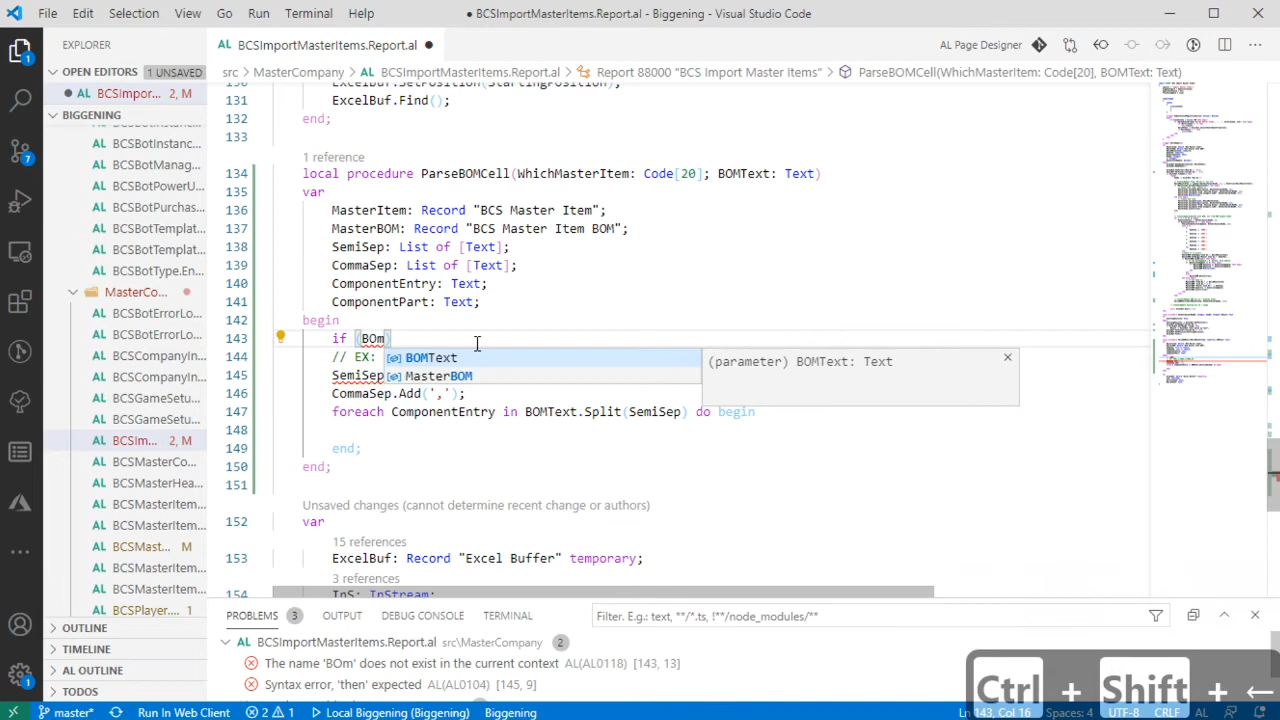 File Edit Selection View Go ··· ● BCSImportMasterItems.Report.al - Biggening - Visual Studio Code
EXPLORER
BCSImportMasterItems.Report.al ●
AL Page Designer
OPEN EDITORS 1 UNSAVED
src > MasterCompany > BCSImportMasterItems.Report.al > Report 88000 "BCS Import Master Items" > ParseBOMCell(WhichMasterItem: Code[20], BOMText: Text)
● AL BCSImpor... 2, M
BIGGENING
AL BCSBotManag...
AL BCSBotPowerU...
AL BCSBotpurchas...
AL BCSBotTemplat...
AL BCSBotTemplat...
AL BCSBotType.En...
MasterCo...
AL BCSErrorLo...
AL BCSErrorLo...
AL BCSCompanyIn...
AL BCSCompanyIn...
AL BCSGameSetu...
AL BCSGameSetu...
AL BCSIm... 2, M
AL BCSMasterCo...
AL BCSMasterHea...
AL BCSMasterItem...
AL BCSMasterItem...
AL BCSMast... M
AL BCSMasterItem...
AL BCSMasterItem...
AL BCSPlayer.... 1
OUTLINE
TIMELINE
AL OUTLINE
TODOS
131 ExcelBuf.Find();
132 end;
133
1 reference
134 local procedure ParseBOMCell(WhichMasterItem: Code[20]; BOMText: Text)
135 var
136 MasterItem: Record "BCS Master Item";
137 MasterBOM: Record "BCS Master Item BOM";
138 SemiSep: List of [Text];
139 CommaSep: List of [Text];
140 ComponentEntry: Text;
141 ComponentPart: Text;
142 begin
143 if (BOm)
144 // EX:
BOMText
(
BOMText: Text
145 SemiSep
MasterBOM
146 CommaSep.Add(',');
147 foreach ComponentEntry in BOMText.Split(SemiSep) do begin
148
149 end;
150 end;
151
Unsaved changes (cannot determine recent change or authors)
152 var
15 references
153 ExcelBuf: Record "Excel Buffer" temporary;
3 references
154 InS: InStream;
PROBLEMS 3 OUTPUT DEBUG CONSOLE TERMINAL
Filter. E.g.: text, **/*.ts, !**/node_modules/**
AL BCSImportMasterItems.Report.al src\MasterCompany 2
The name 'BOm' does not exist in the current context AL(AL0118) [143, 13]
Syntax error, 'then' expected AL(AL0104) [145, 9]
Ctrl + Shift + ←
master* Run In Web Client 2 1 Local Biggening (Biggening) Biggening Ln 143, Col 16 Spaces: 4 UTF-8 CRLF AL